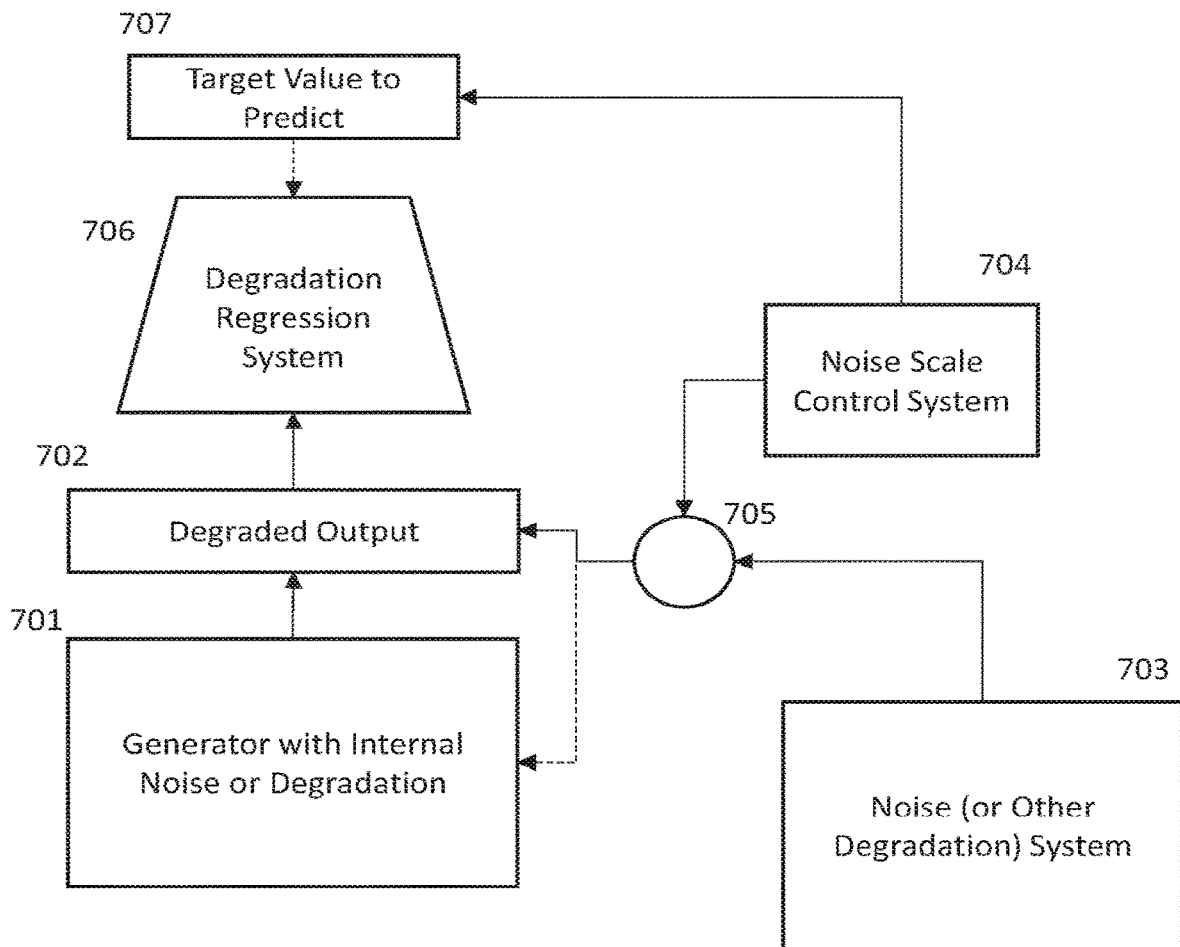 707
Target Value to
Predict
706
Degradation
Regression
System
704
Noise Scale
Control System
702
Degraded Output
705
701
Generator with Internal
Noise or Degradation
703
Noise (or Other
Degradation) System